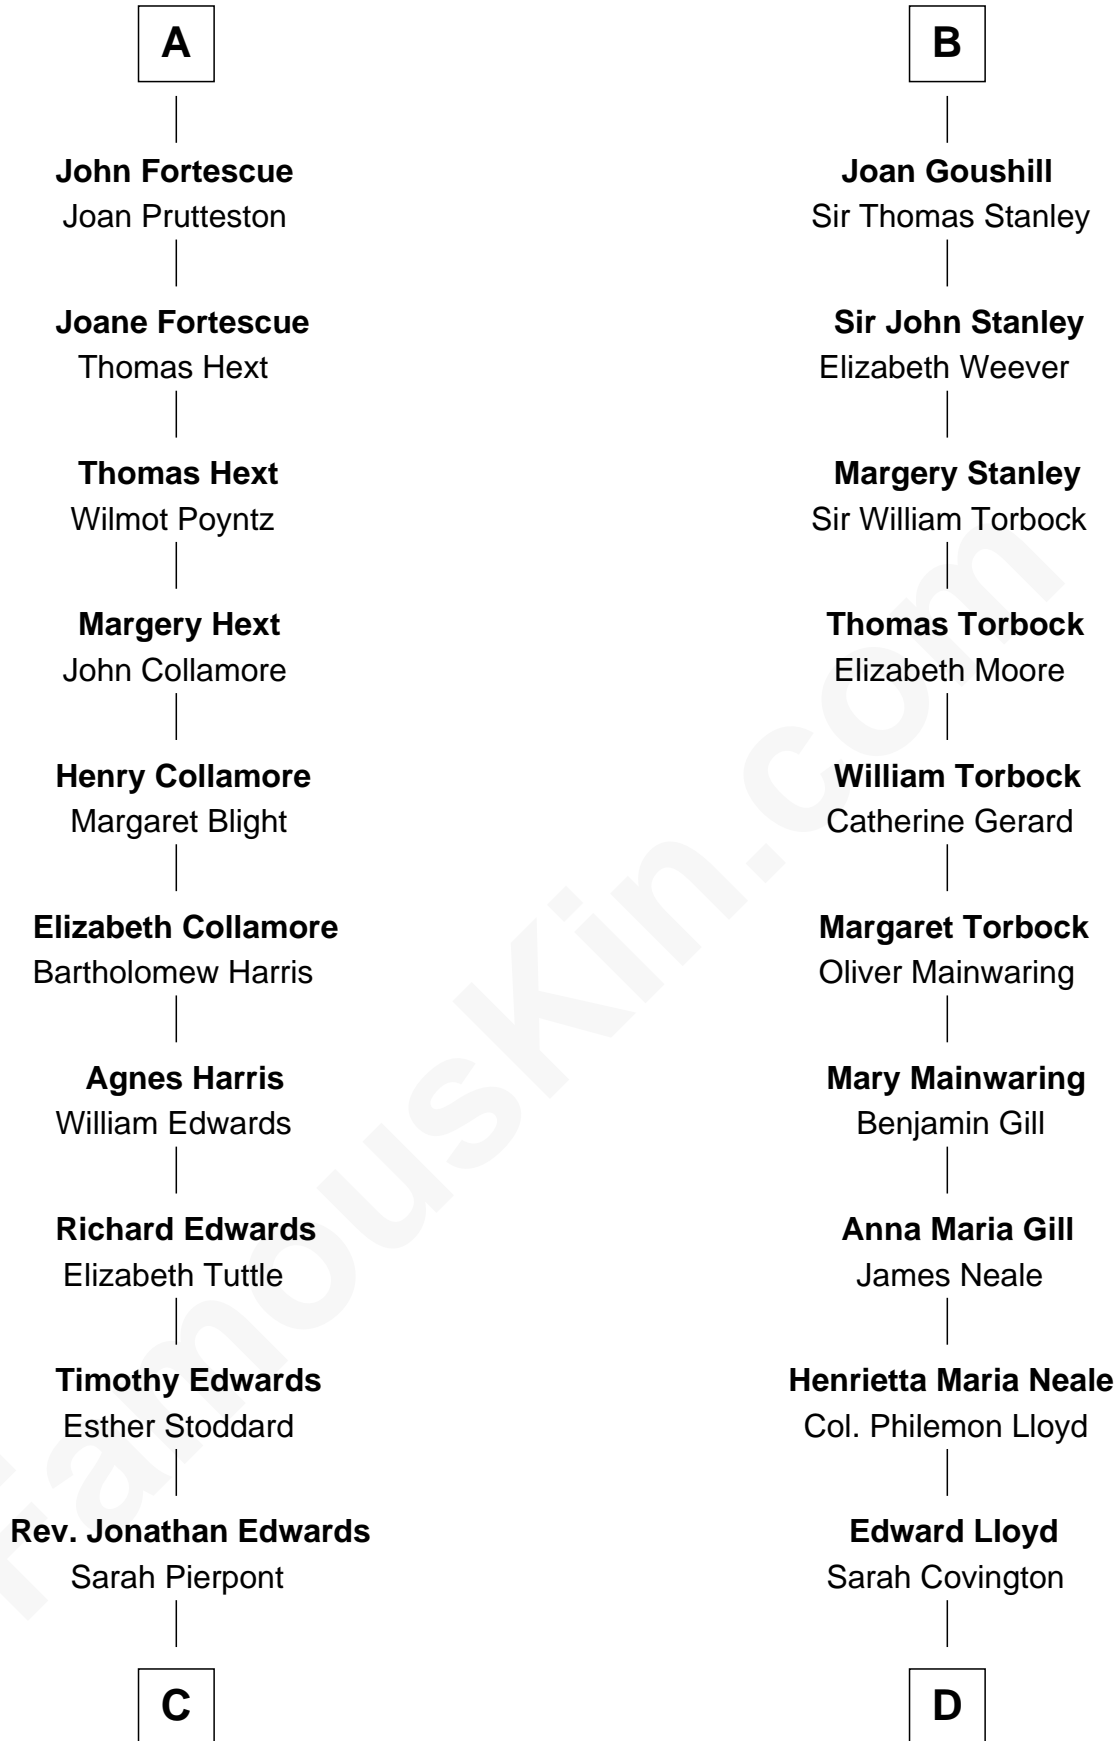 A
John Fortescue
Joan Prutteston
Joane Fortescue
Thomas Hext
Thomas Hext
Wilmot Poyntz
Margery Hext
John Collamore
Henry Collamore
Margaret Blight
Elizabeth Collamore
Bartholomew Harris
Agnes Harris
William Edwards
Richard Edwards
Elizabeth Tuttle
Timothy Edwards
Esther Stoddard
Rev. Jonathan Edwards
Sarah Pierpont
C
B
Joan Goushill
Sir Thomas Stanley
Sir John Stanley
Elizabeth Weever
Margery Stanley
Sir William Torbock
Thomas Torbock
Elizabeth Moore
William Torbock
Catherine Gerard
Margaret Torbock
Oliver Mainwaring
Mary Mainwaring
Benjamin Gill
Anna Maria Gill
James Neale
Henrietta Maria Neale
Col. Philemon Lloyd
Edward Lloyd
Sarah Covington
D
FamousKin.com